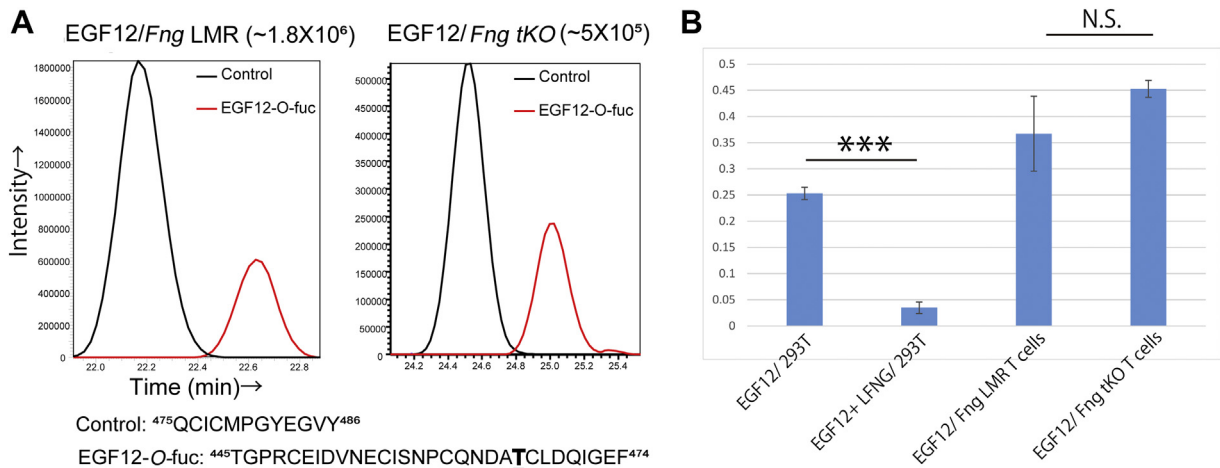 A
EGF12/Fng LMR (~1.8X10⁶)
EGF12/ Fng tKO (~5X10⁵)
Control
EGF12-O-fuc
1800000
1600000
1400000
1200000
1000000
800000
600000
400000
200000
0
22.0 22.2 22.4 22.6 22.8
Control
EGF12-O-fuc
500000
450000
400000
350000
300000
250000
200000
150000
100000
50000
0
24.2 24.4 24.6 24.8 25.0 25.2 25.4
Intensity→
Time (min)→
Control: ⁴⁷⁵QCICMPGYEGVY⁴⁸⁶
EGF12-O-fuc: ⁴⁴⁵TGPRCEIDVNECISNPCQNDATCLDQIGEF⁴⁷⁴
B
N.S.
***
0.5
0.45
0.4
0.35
0.3
0.25
0.2
0.15
0.1
0.05
0
EGF12/ 293T
EGF12+ LFNG/ 293T
EGF12/ Fng LMR T cells
EGF12/ Fng tKO T cells